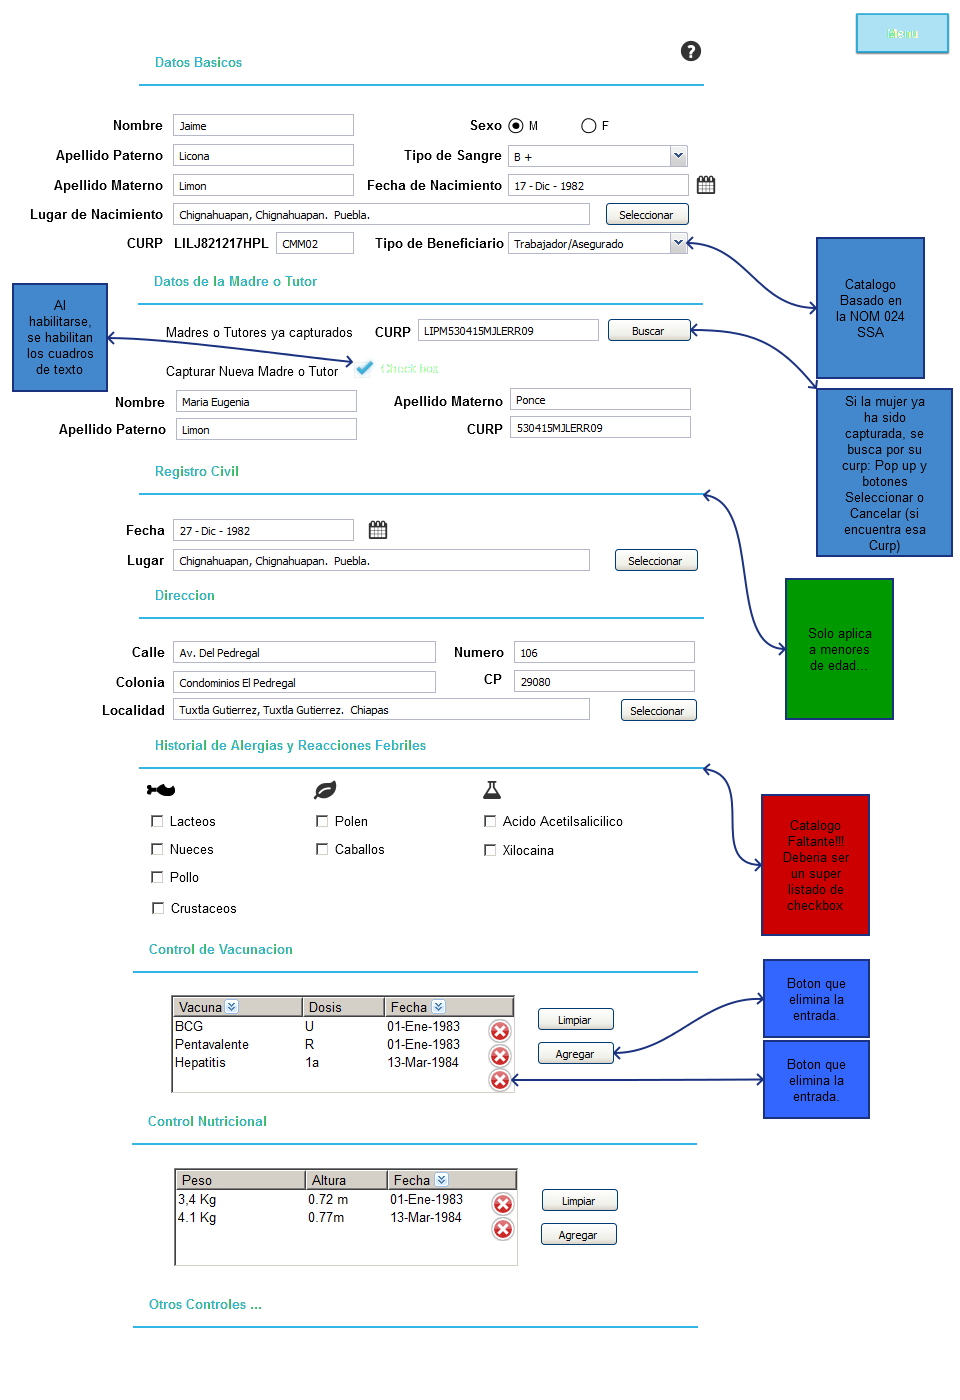 Menu
Datos Basicos
?
Nombre Jaime Sexo M F
Apellido Paterno Licona Tipo de Sangre B +
Apellido Materno Limon Fecha de Nacimiento 17 - Dic - 1982
Lugar de Nacimiento Chignahuapan, Chignahuapan. Puebla. Seleccionar
CURP LILJ821217HPL CMM02 Tipo de Beneficiario Trabajador/Asegurado
Catalogo
Basado en
la NOM 024
SSA
Datos de la Madre o Tutor
Al
habilitarse,
se habilitan
los cuadros
de texto
Madres o Tutores ya capturados CURP LIPM530415MJLERR09 Buscar
Capturar Nueva Madre o Tutor Check box
Nombre Maria Eugenia Apellido Materno Ponce
Apellido Paterno Limon CURP 530415MJLERR09
Si la mujer ya
ha sido
capturada, se
busca por su
curp: Pop up y
botones
Seleccionar o
Cancelar (si
encuentra esa
Curp)
Registro Civil
Fecha 27 - Dic - 1982
Lugar Chignahuapan, Chignahuapan. Puebla. Seleccionar
Solo aplica
a menores
de edad...
Direccion
Calle Av. Del Pedregal Numero 106
Colonia Condominios El Pedregal CP 29080
Localidad Tuxtla Gutierrez, Tuxtla Gutierrez. Chiapas Seleccionar
Historial de Alergias y Reacciones Febriles
Lacteos Polen Acido Acetilsalicilico
Nueces Caballos Xilocaina
Pollo
Crustaceos
Catalogo
Faltante!!!
Deberia ser
un super
listado de
checkbox
Control de Vacunacion
Vacuna Dosis Fecha
BCG U 01-Ene-1983
Pentavalente R 01-Ene-1983
Hepatitis 1a 13-Mar-1984
Limpiar
Agregar
Boton que
elimina la
entrada.
Boton que
elimina la
entrada.
Control Nutricional
Peso Altura Fecha
3,4 Kg 0.72 m 01-Ene-1983
4.1 Kg 0.77m 13-Mar-1984
Limpiar
Agregar
Otros Controles ...